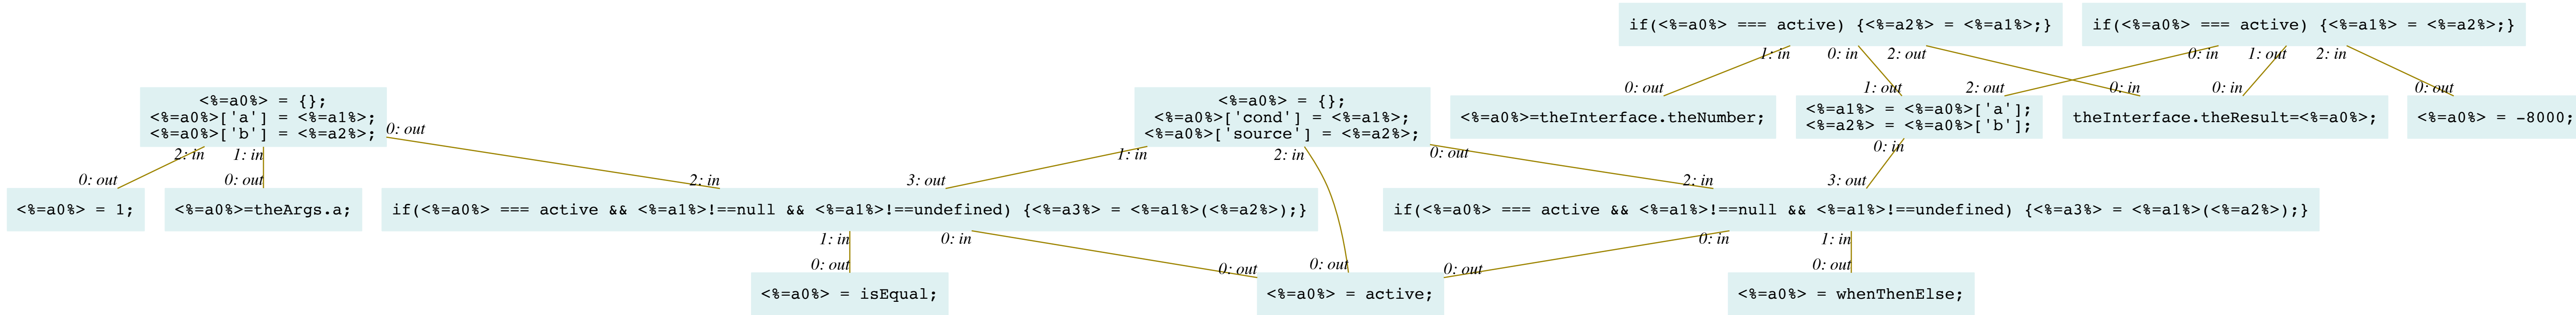 if(<%=a0%> === active) {<%=a2%> = <%=a1%>;}
if(<%=a0%> === active) {<%=a1%> = <%=a2%>;}
1: in
0: in
2: out
0: in
1: out
2: in
0: out
1: out
2: out
0: in
0: in
0: out
<%=a0%> = {};
<%=a0%>['a'] = <%=a1%>;
<%=a0%>['b'] = <%=a2%>;
<%=a0%> = {};
<%=a0%>['cond'] = <%=a1%>;
<%=a0%>['source'] = <%=a2%>;
<%=a0%>=theInterface.theNumber;
<%=a1%> = <%=a0%>['a'];
<%=a2%> = <%=a0%>['b'];
theInterface.theResult=<%=a0%>;
<%=a0%> = -8000;
0: out
2: in
1: in
1: in
2: in
0: out
0: in
0: out
0: out
2: in
3: out
2: in
3: out
<%=a0%> = 1;
<%=a0%>=theArgs.a;
if(<%=a0%> === active && <%=a1%>!==null && <%=a1%>!==undefined) {<%=a3%> = <%=a1%>(<%=a2%>);}
if(<%=a0%> === active && <%=a1%>!==null && <%=a1%>!==undefined) {<%=a3%> = <%=a1%>(<%=a2%>);}
1: in
0: in
0: in
1: in
0: out
0: out
0: out
0: out
0: out
<%=a0%> = isEqual;
<%=a0%> = active;
<%=a0%> = whenThenElse;